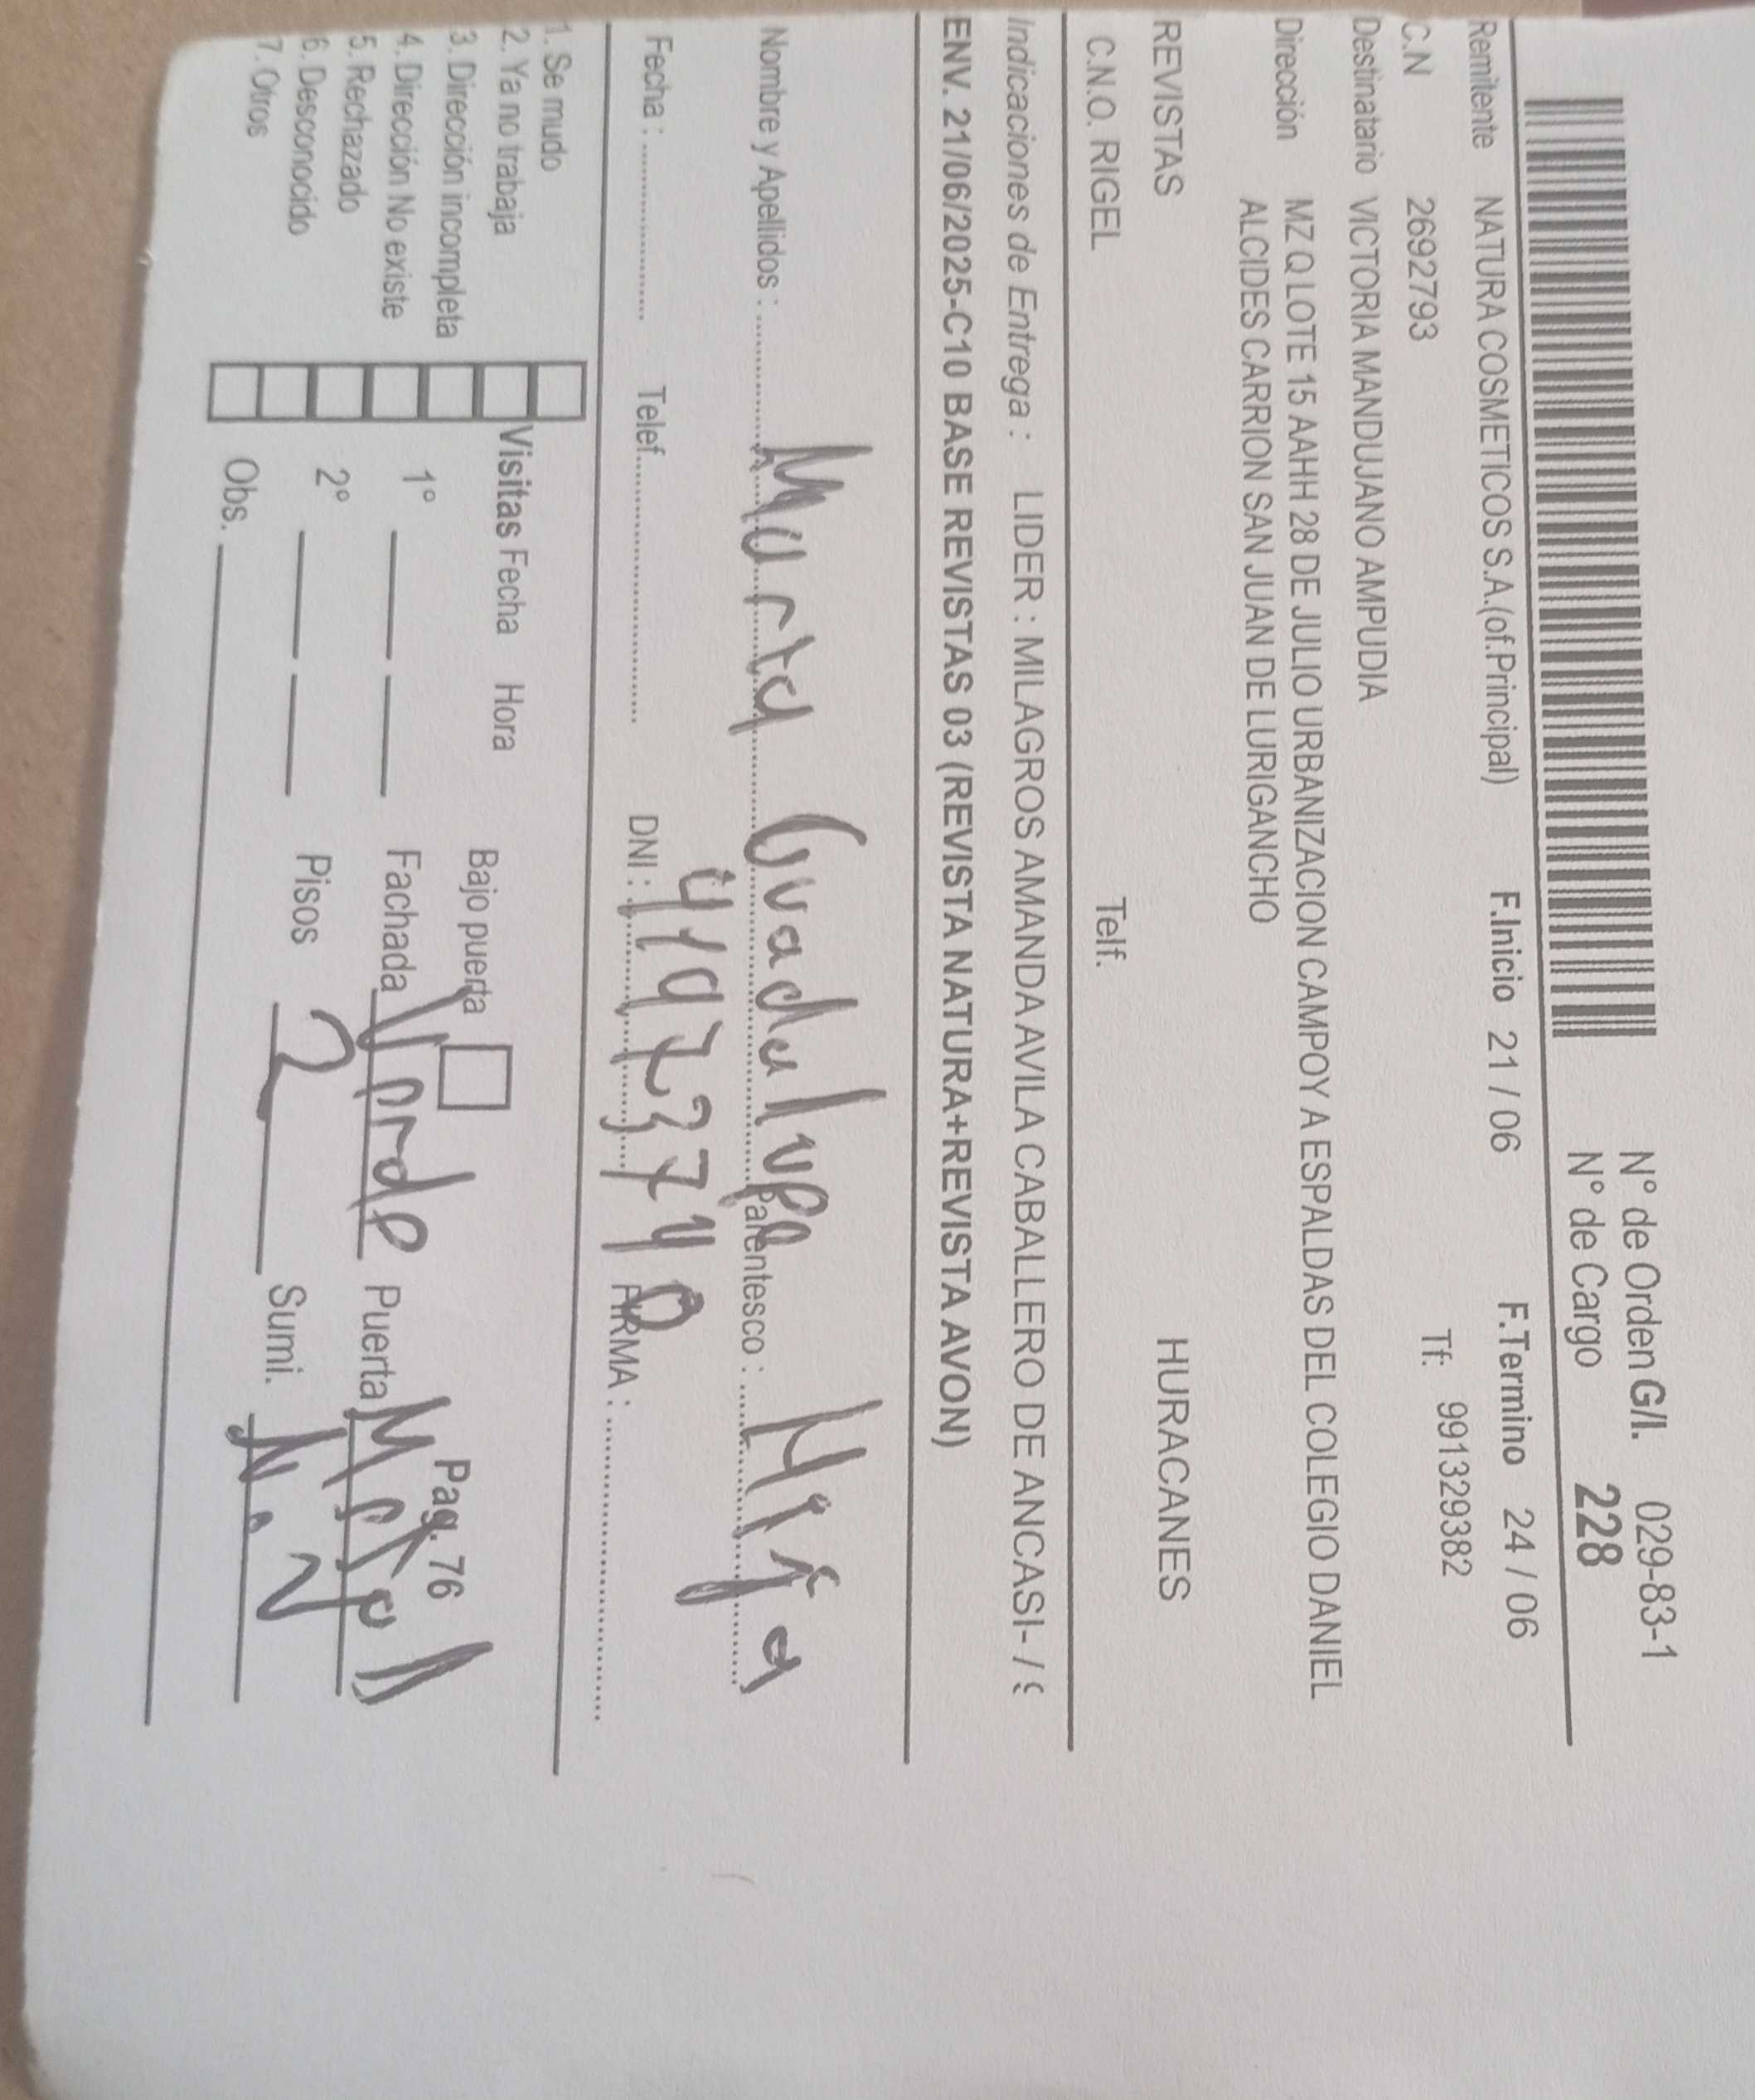 N° de Orden G/I. 029-83-1
N° de Cargo 228
Remitente NATURA COSMETICOS S.A.(of.Principal) F.Inicio 21 / 06 F.Termino 24 / 06
C.N 2692793 Tf: 991329382
Destinatario VICTORIA MANDUJANO AMPUDIA
Dirección MZ Q LOTE 15 AAHH 28 DE JULIO URBANIZACION CAMPOY A ESPALDAS DEL COLEGIO DANIEL
ALCIDES CARRION SAN JUAN DE LURIGANCHO
REVISTAS HURACANES
C.N.O. RIGEL Telf.
Indicaciones de Entrega : LIDER : MILAGROS AMANDA AVILA CABALLERO DE ANCASI- /
ENV. 21/06/2025-C10 BASE REVISTAS 03 (REVISTA NATURA+REVISTA AVON)
Nombre y Apellidos : Marta Guadalupe Parentesco : Hija
Fecha : Telef. DNI : FIRMA :
1. Se mudo
2. Ya no trabaja
3. Dirección incompleta
4. Dirección No existe
5. Rechazado
6. Desconocido
7. Otros
Visitas Fecha Hora
1°
2°
Obs.
Bajo puerta
Pag. 76
Fachada Verde Puerta Metal
Pisos 2 Sumi. N.V